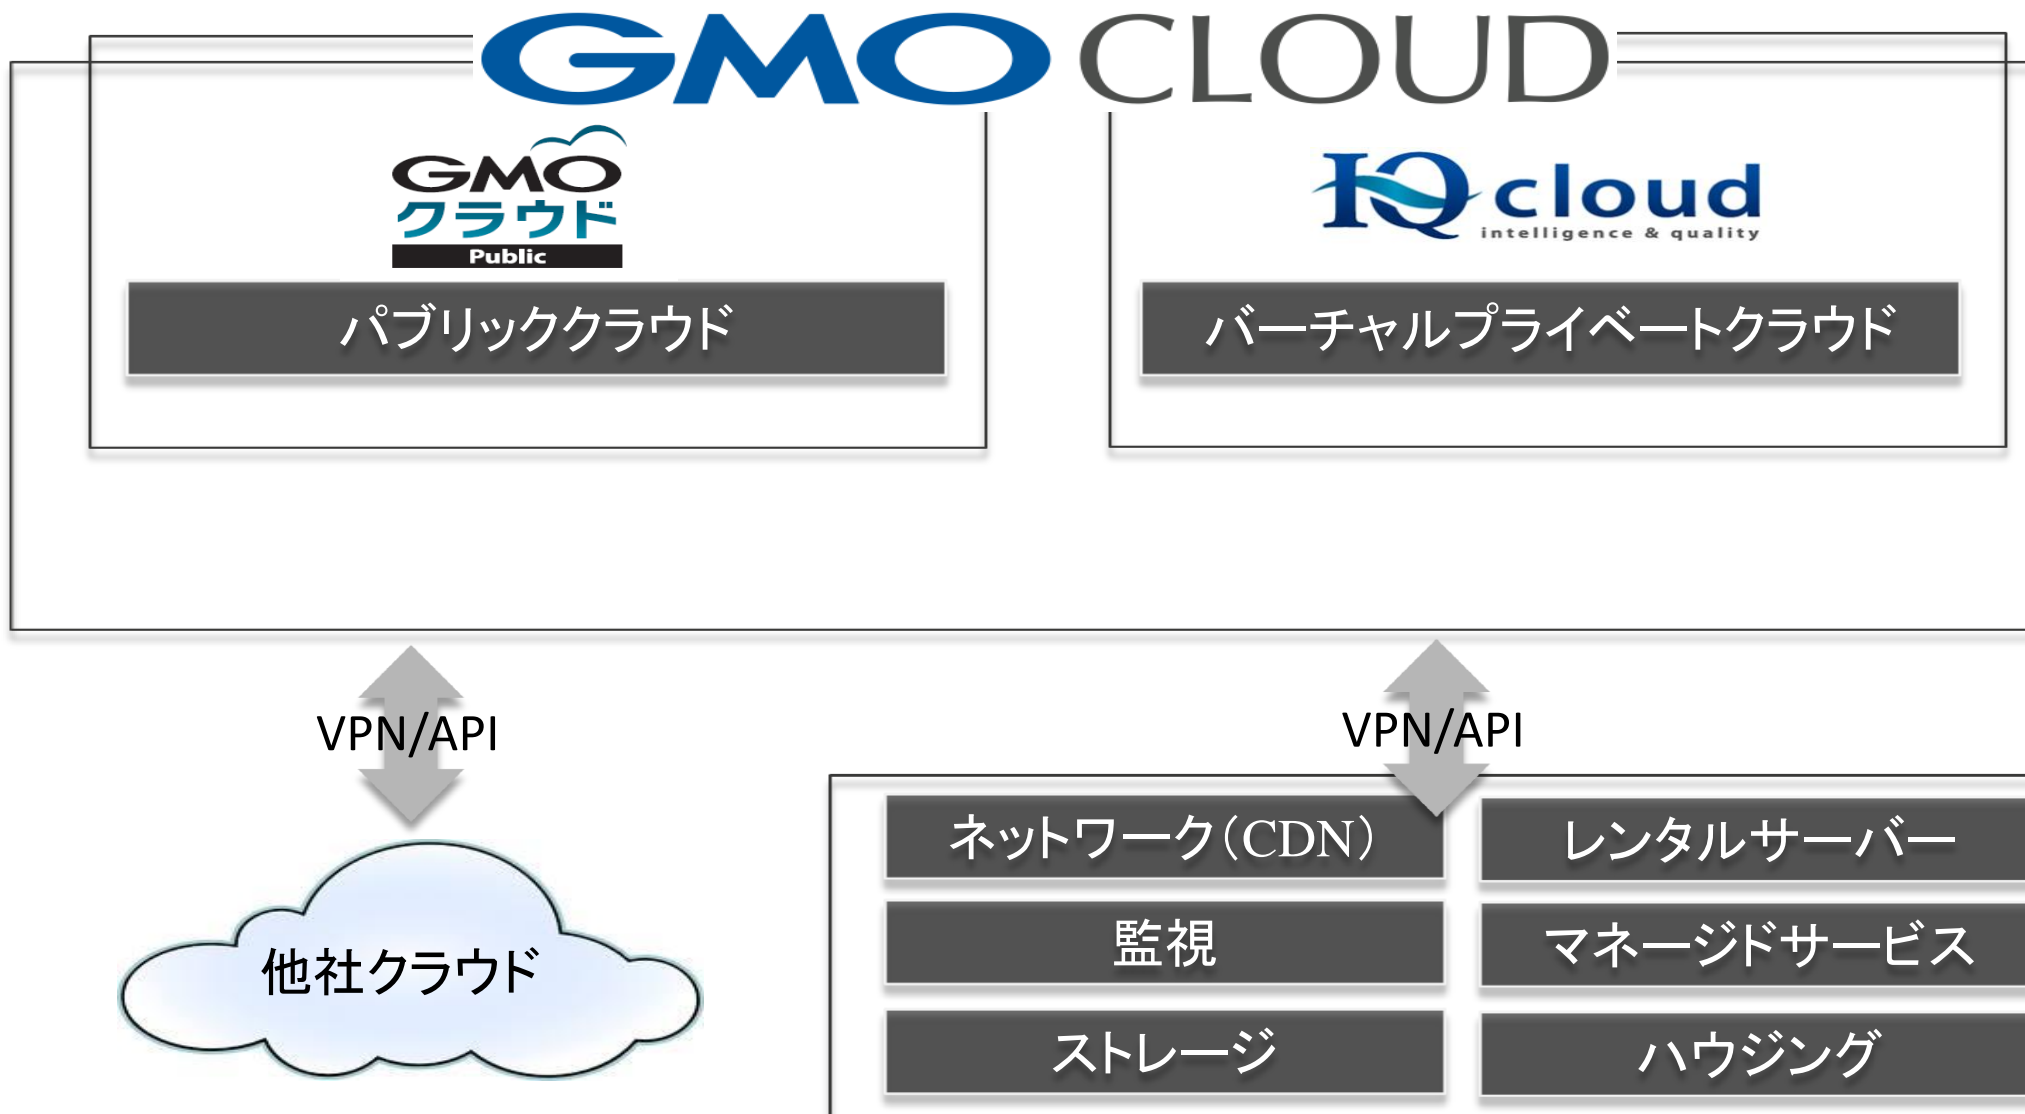 GMO CLOUD
GMO
クラウド
Public
IQcloud
intelligence & quality
パブリッククラウド
バーチャルプライベートクラウド
VPN/API
VPN/API
ネットワーク（CDN）
レンタルサーバー
監視
マネージドサービス
他社クラウド
ストレージ
ハウジング